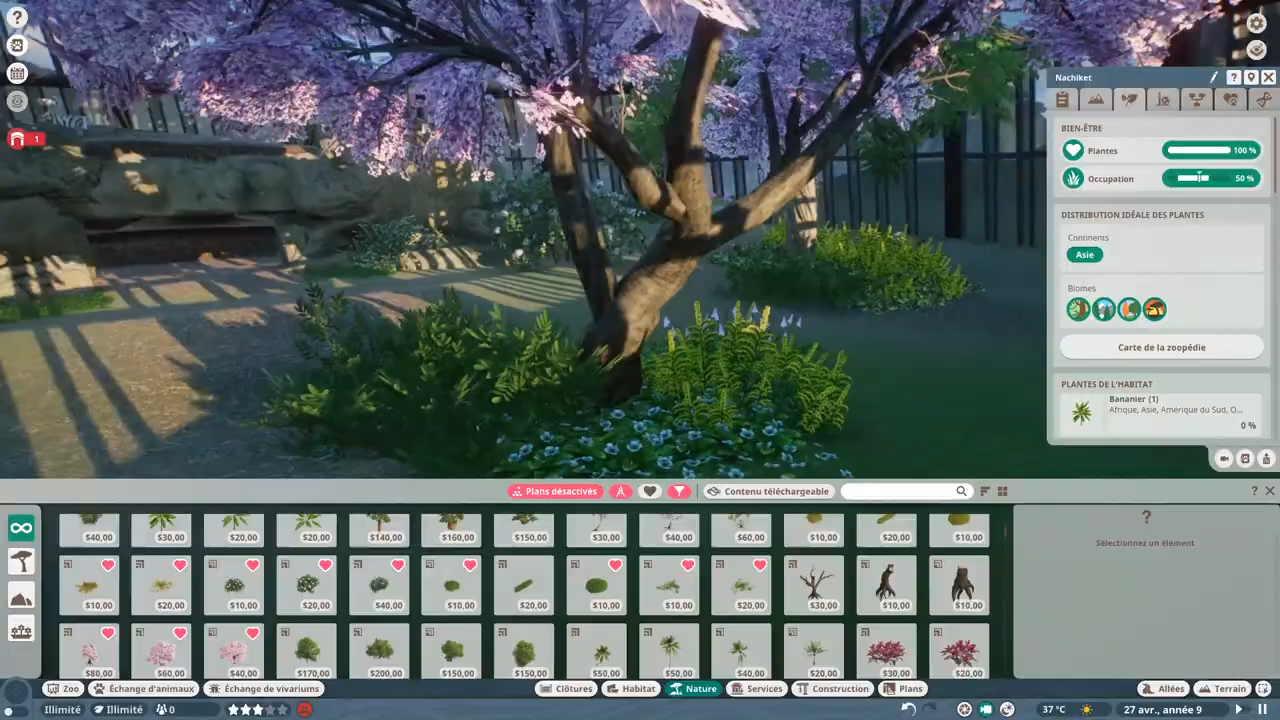 ?
1
Nachiket
?
BIEN-ÊTRE
Plantes 100 %
Occupation 50 %
DISTRIBUTION IDÉALE DES PLANTES
Continents
Asie
Biomes
Carte de la zoopédie
PLANTES DE L'HABITAT
Bananier (1)
Afrique, Asie, Amérique du Sud, O...
0 %
Plans désactivés
Contenu téléchargeable
?
$40,00 $30,00 $20,00 $20,00 $140,00 $160,00 $150,00 $30,00 $40,00 $60,00 $10,00 $20,00 $10,00
$10,00 $20,00 $10,00 $20,00 $40,00 $10,00 $20,00 $10,00 $10,00 $20,00 $30,00 $10,00 $10,00
$80,00 $60,00 $40,00 $170,00 $200,00 $150,00 $150,00 $50,00 $50,00 $40,00 $20,00 $30,00 $20,00
?
Sélectionnez un élément
Zoo
Échange d'animaux
Échange de vivariums
Clôtures
Habitat
Nature
Services
Construction
Plans
Allées
Terrain
Illimité
Illimité
0
37 °C
27 avr., année 9